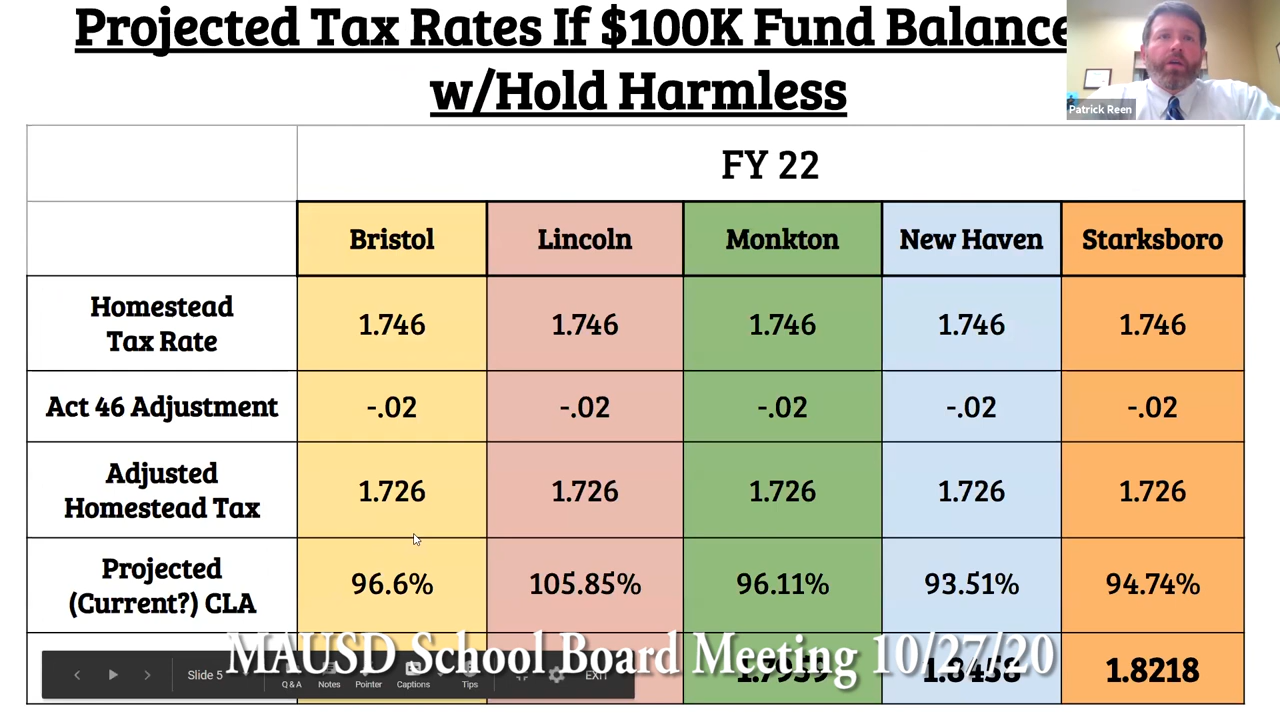 Projected Tax Rates If $100K Fund Balance
w/Hold Harmless
Patrick Reen
FY 22
Bristol Lincoln Monkton New Haven Starksboro
Homestead
Tax Rate
1.746 1.746 1.746 1.746 1.746
Act 46 Adjustment -.02 -.02 -.02 -.02 -.02
Adjusted
Homestead Tax
1.726 1.726 1.726 1.726 1.726
Projected
(Current?) CLA
96.6% 105.85% 96.11% 93.51% 94.74%
MAUSD School Board Meeting 10/27/20
1.8218
Slide 5 Q & A Notes Pointer Captions Tips EXIT